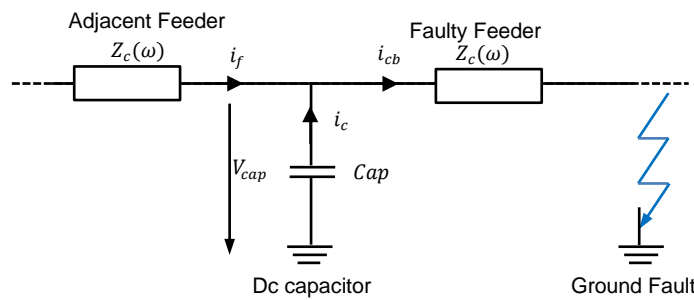 Adjacent Feeder
Faulty Feeder
Z_c(ω)
i_f
i_cb
Z_c(ω)
i_c
V_cap
Cap
Dc capacitor
Ground Fault